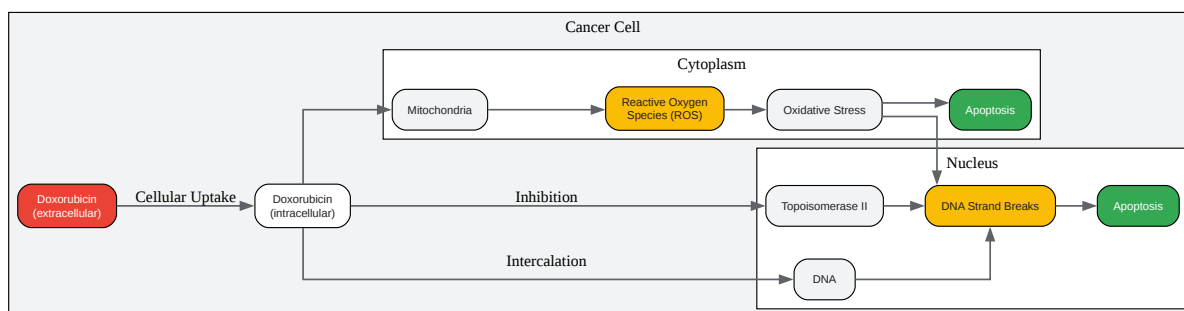 Cancer Cell
Cytoplasm
Mitochondria
Reactive Oxygen
Species (ROS)
Oxidative Stress
Apoptosis
Nucleus
Doxorubicin
(extracellular)
Cellular Uptake
Doxorubicin
(intracellular)
Inhibition
Topoisomerase II
DNA Strand Breaks
Apoptosis
Intercalation
DNA